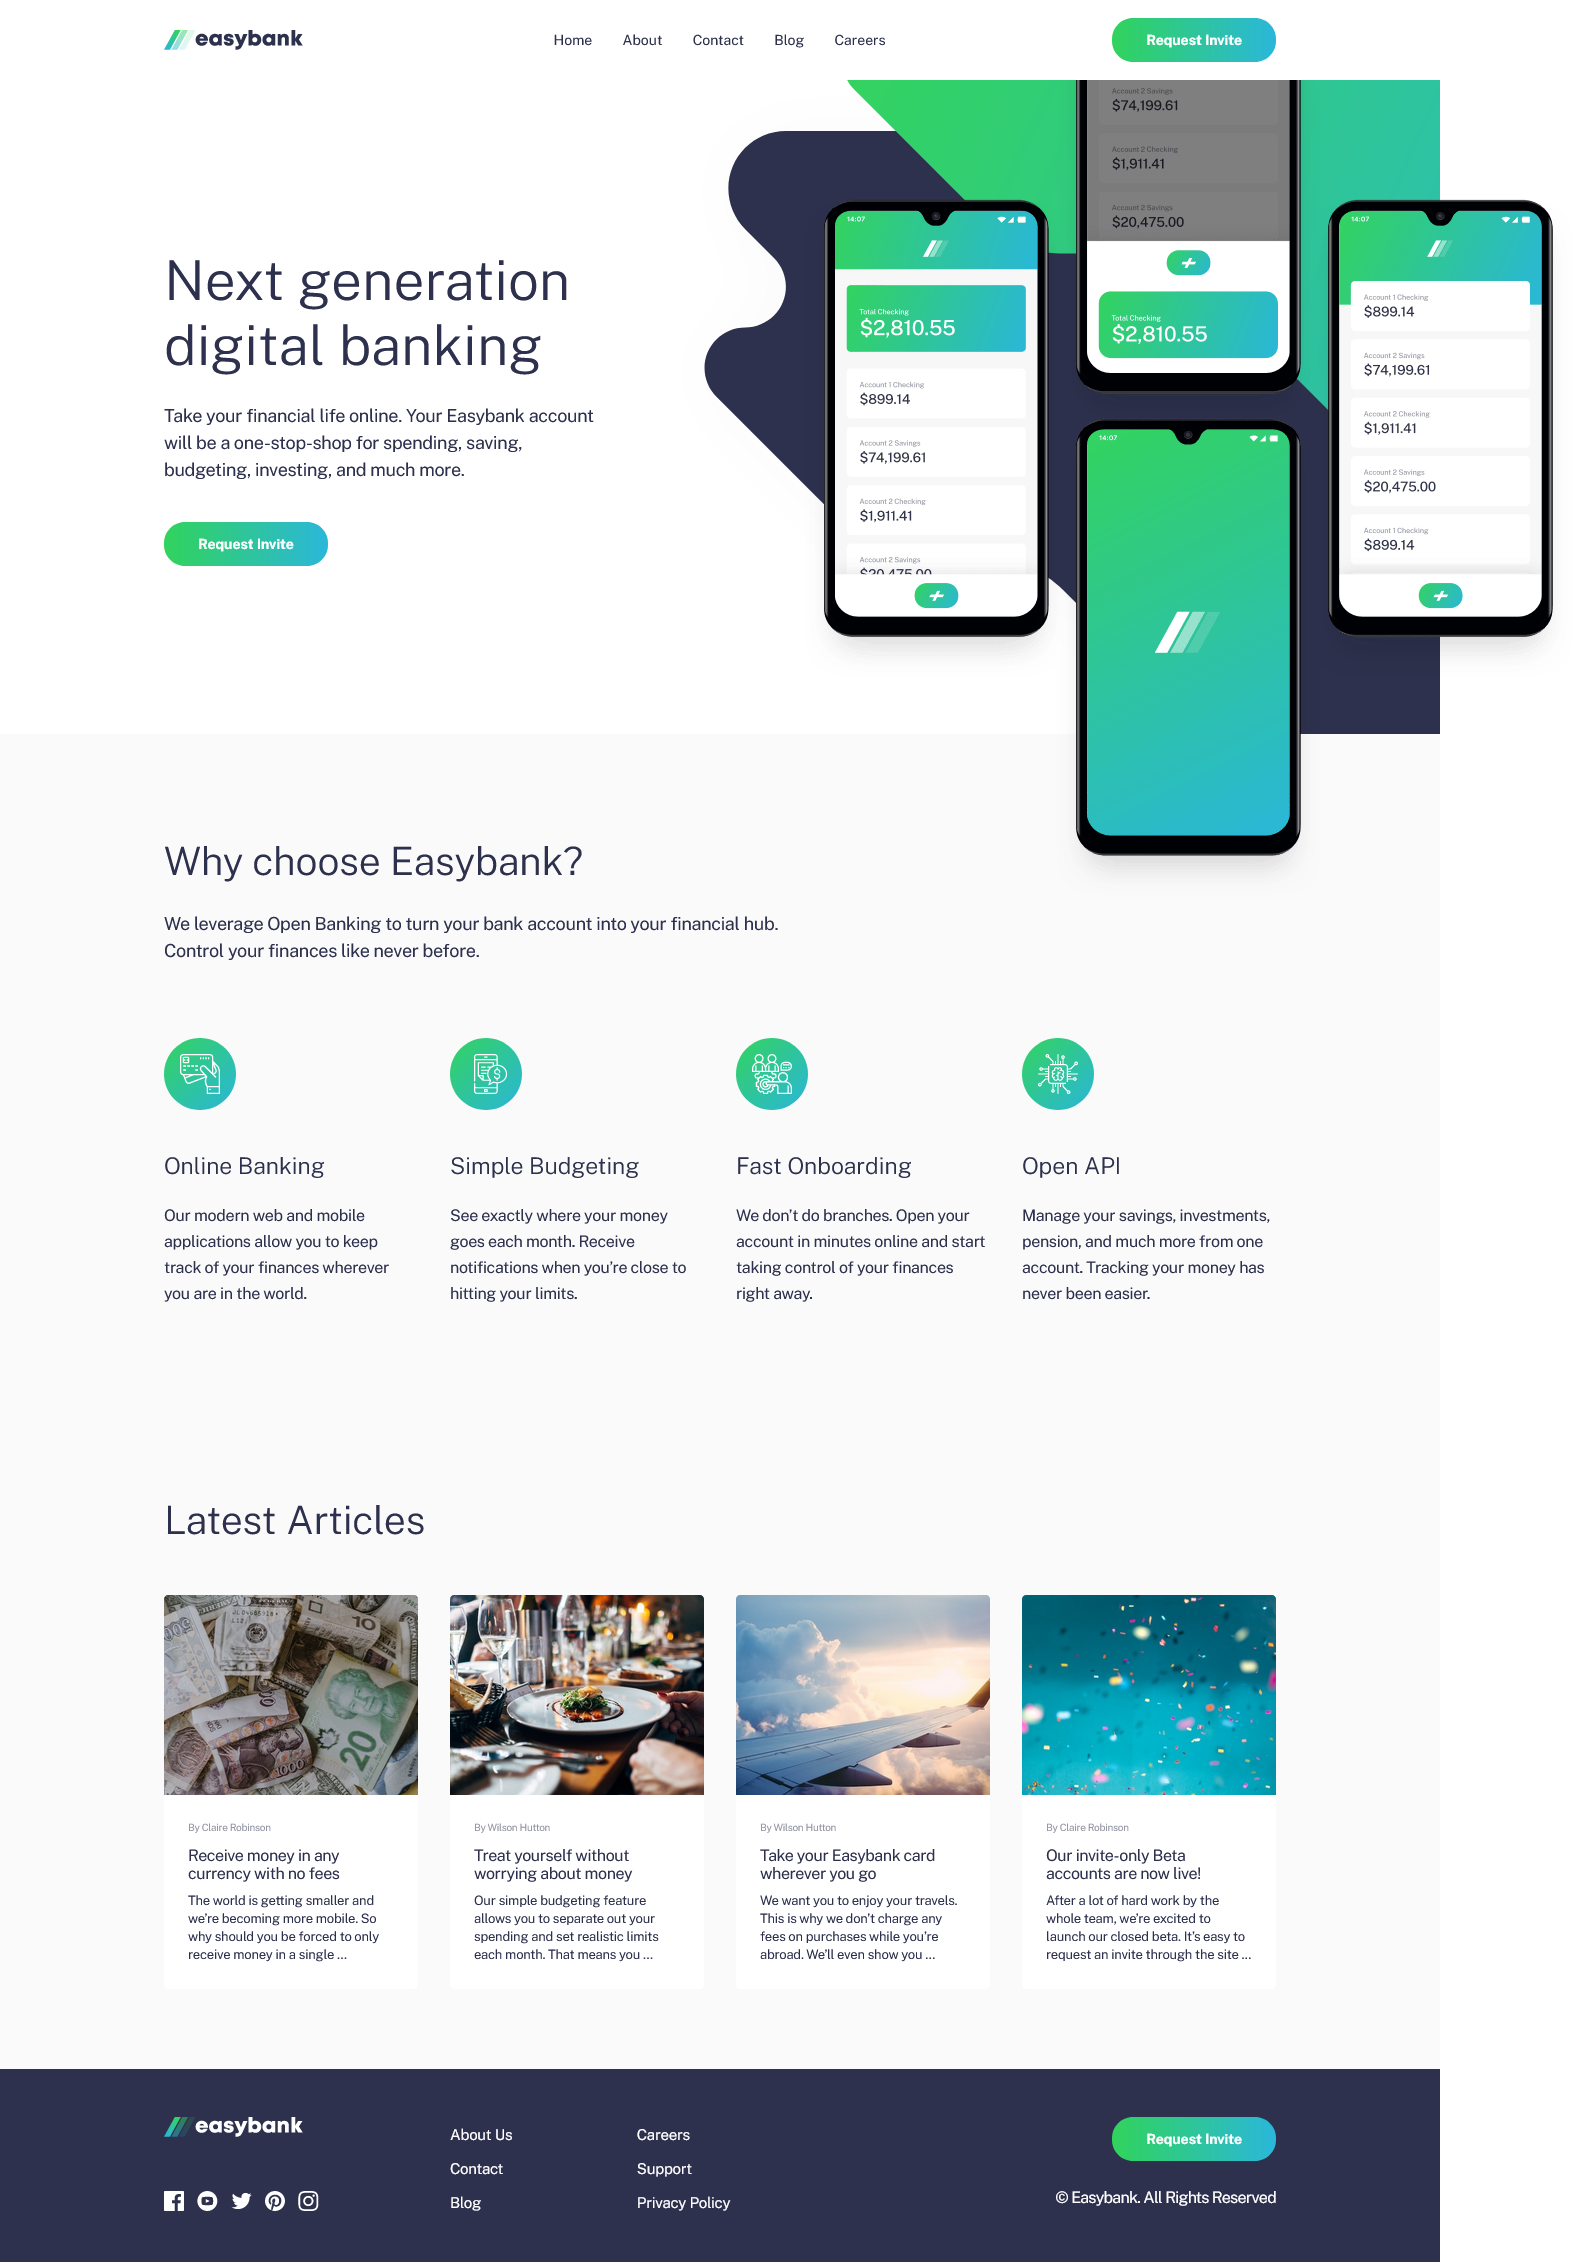 easybank
Home About Contact Blog Careers
Request Invite
Next generation
digital banking
Take your financial life online. Your Easybank account
will be a one-stop-shop for spending, saving,
budgeting, investing, and much more.
Request Invite
14:07
Total Checking
$2,810.55
Account 1 Checking
$899.14
Account 2 Savings
$74,199.61
Account 2 Checking
$1,911.41
Account 2 Savings
$20,475.00
Account 2 Savings
$74,199.61
Account 2 Checking
$1,911.41
Account 2 Savings
$20,475.00
Total Checking
$2,810.55
14:07
14:07
Account 1 Checking
$899.14
Account 2 Savings
$74,199.61
Account 2 Checking
$1,911.41
Account 2 Savings
$20,475.00
Account 1 Checking
$899.14
Why choose Easybank?
We leverage Open Banking to turn your bank account into your financial hub.
Control your finances like never before.
Online Banking
Our modern web and mobile
applications allow you to keep
track of your finances wherever
you are in the world.
Simple Budgeting
See exactly where your money
goes each month. Receive
notifications when you’re close to
hitting your limits.
Fast Onboarding
We don’t do branches. Open your
account in minutes online and start
taking control of your finances
right away.
Open API
Manage your savings, investments,
pension, and much more from one
account. Tracking your money has
never been easier.
Latest Articles
10
20
1000
By Claire Robinson
Receive money in any
currency with no fees
The world is getting smaller and
we’re becoming more mobile. So
why should you be forced to only
receive money in a single …
By Wilson Hutton
Treat yourself without
worrying about money
Our simple budgeting feature
allows you to separate out your
spending and set realistic limits
each month. That means you …
By Wilson Hutton
Take your Easybank card
wherever you go
We want you to enjoy your travels.
This is why we don’t charge any
fees on purchases while you’re
abroad. We’ll even show you …
By Claire Robinson
Our invite-only Beta
accounts are now live!
After a lot of hard work by the
whole team, we’re excited to
launch our closed beta. It’s easy to
request an invite through the site …
easybank
About Us
Contact
Blog
Careers
Support
Privacy Policy
Request Invite
© Easybank. All Rights Reserved